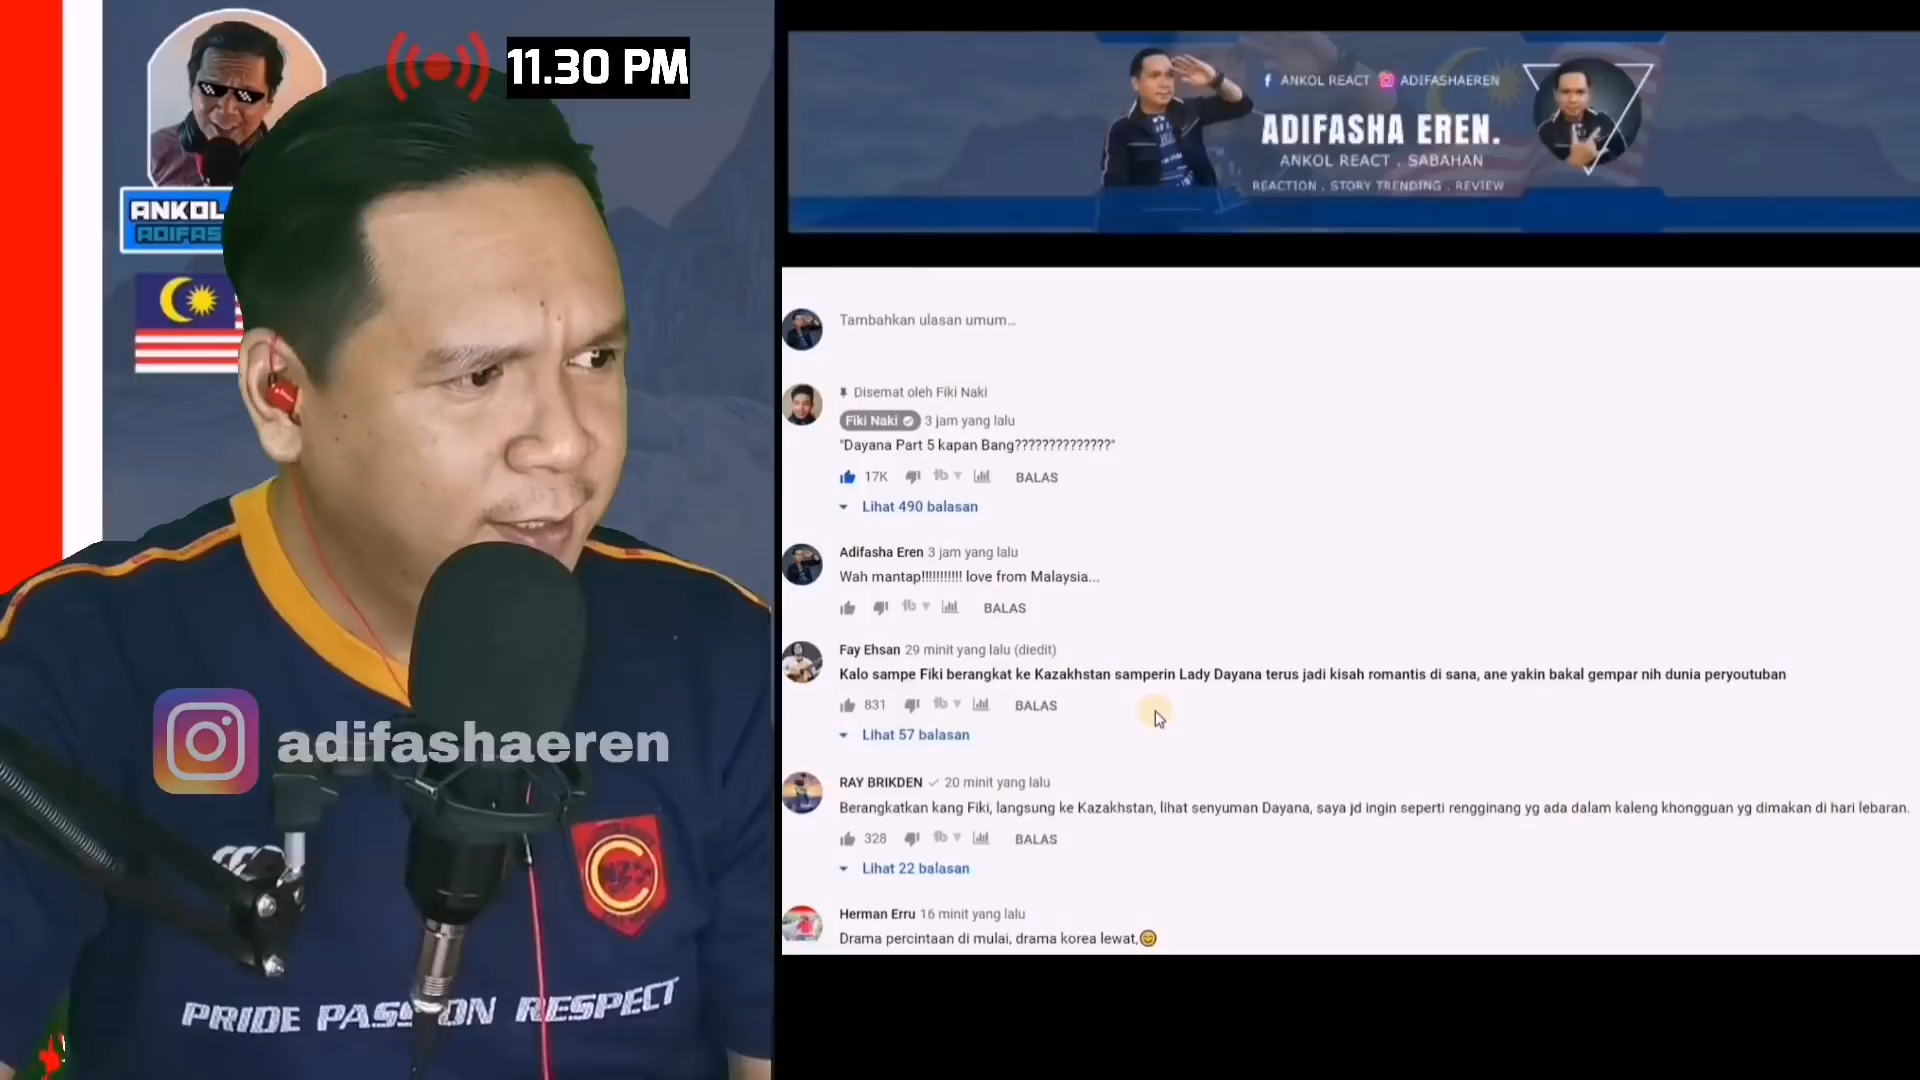 11.30 PM
ANKOL
ADIFAS
adifashaeren
PRIDE PASSION RESPECT
ANKOL REACT ADIFASHAEREN
ADIFASHA EREN.
ANKOL REACT . SABAHAN
REACTION . STORY TRENDING . REVIEW
Tambahkan ulasan umum...
Disemat oleh Fiki Naki
Fiki Naki 3 jam yang lalu
"Dayana Part 5 kapan Bang??????????????"
17K BALAS
Lihat 490 balasan
Adifasha Eren 3 jam yang lalu
Wah mantap!!!!!!!!!!! love from Malaysia...
BALAS
Fay Ehsan 29 minit yang lalu (diedit)
Kalo sampe Fiki berangkat ke Kazakhstan samperin Lady Dayana terus jadi kisah romantis di sana, ane yakin bakal gempar nih dunia peryoutuban
831 BALAS
Lihat 57 balasan
RAY BRIKDEN 20 minit yang lalu
Berangkatkan kang Fiki, langsung ke Kazakhstan, lihat senyuman Dayana, saya jd ingin seperti rengginang yg ada dalam kaleng khongguan yg dimakan di hari lebaran.
328 BALAS
Lihat 22 balasan
Herman Erru 16 minit yang lalu
Drama percintaan di mulai, drama korea lewat,😊